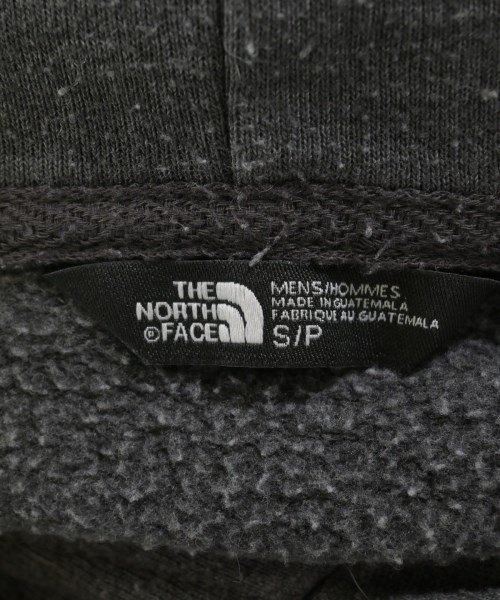 THE
NORTH
FACE
MENS/HOMMES
MADE IN GUATEMALA
FABRIQUE AU GUATEMALA
S/P